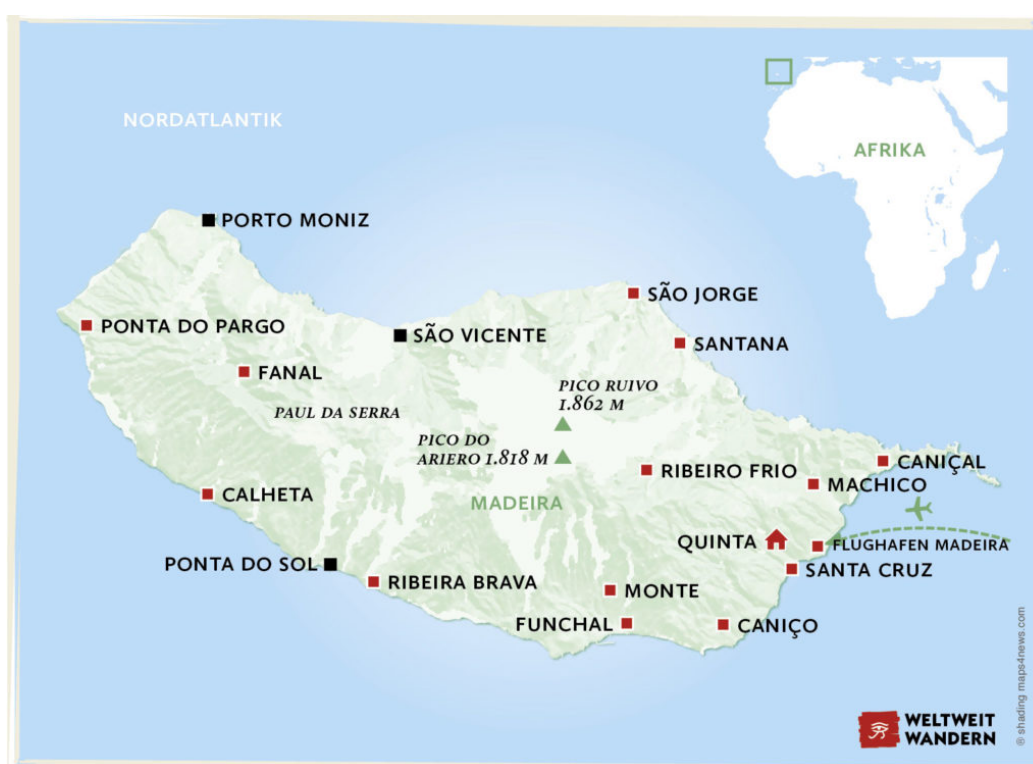 NORDATLANTIK
AFRIKA
PORTO MONIZ
SÃO JORGE
PONTA DO PARGO
SÃO VICENTE
SANTANA
FANAL
PICO RUIVO
1.862 M
PAUL DA SERRA
PICO DO
ARIERO 1.818 M
RIBEIRO FRIO
CANIÇAL
MACHICO
CALHETA
MADEIRA
QUINTA
FLUGHAFEN MADEIRA
PONTA DO SOL
SANTA CRUZ
RIBEIRA BRAVA
MONTE
FUNCHAL
CANIÇO
© shading maps4news.com
WELTWEIT
WANDERN